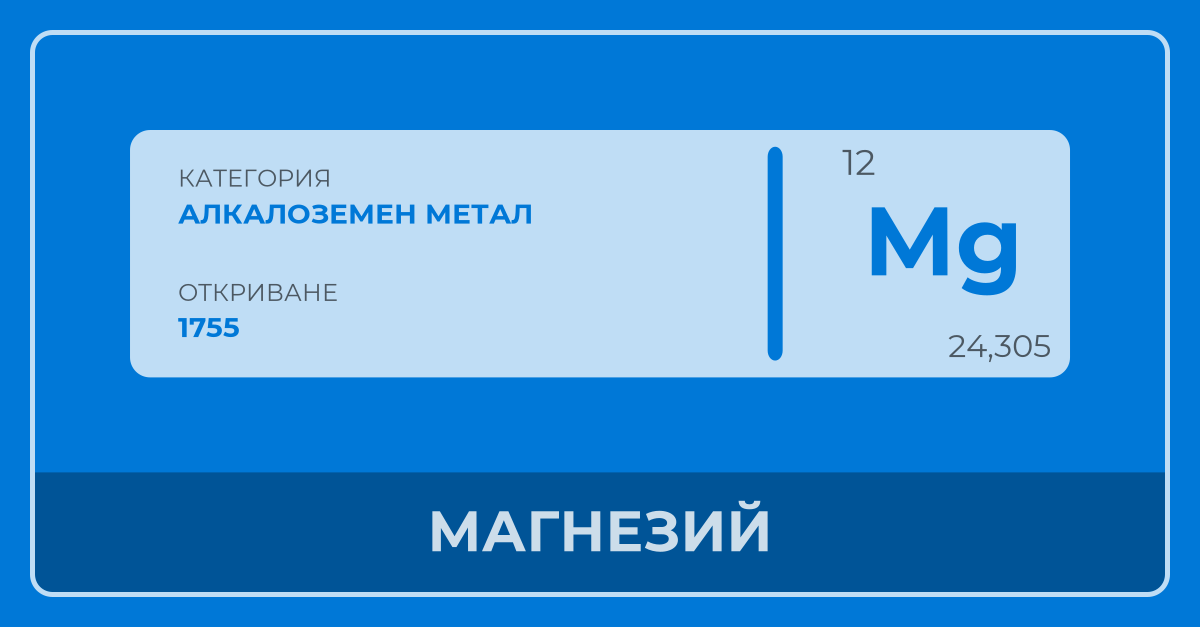 КАТЕГОРИЯ
АЛКАЛОЗЕМЕН МЕТАЛ
ОТКРИВАНЕ
1755
12
Mg
24,305
МАГНЕЗИЙ